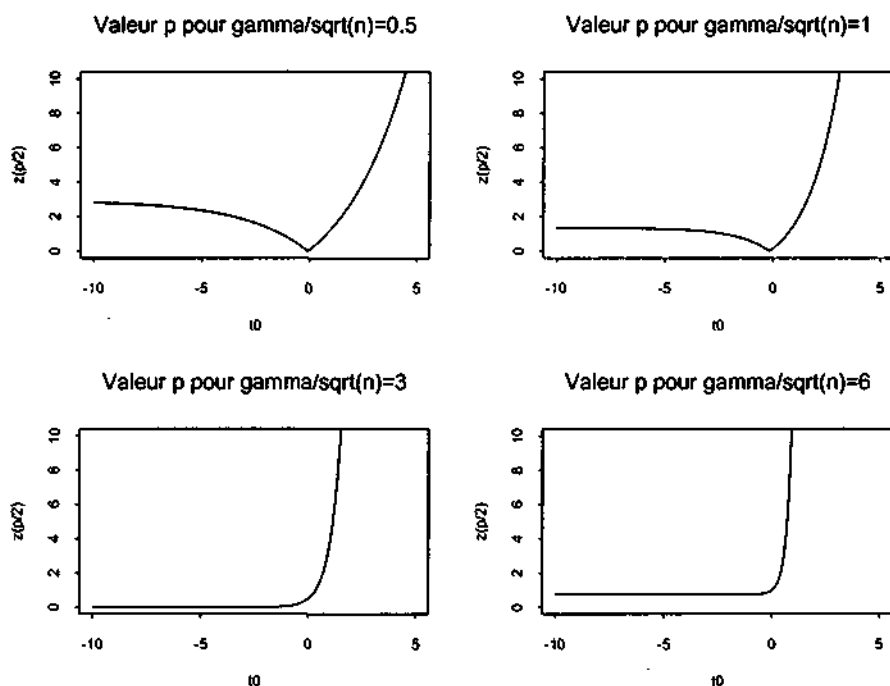 Valeur p pour gamma/sqrt(n)=0.5
z(p/2)
10
8
6
4
2
0
-10 -5 0 5
t0
Valeur p pour gamma/sqrt(n)=1
z(p/2)
10
8
6
4
2
0
-10 -5 0 5
t0
Valeur p pour gamma/sqrt(n)=3
z(p/2)
10
8
6
4
2
0
-10 -5 0 5
t0
Valeur p pour gamma/sqrt(n)=6
z(p/2)
10
8
6
4
2
0
-10 -5 0 5
t0